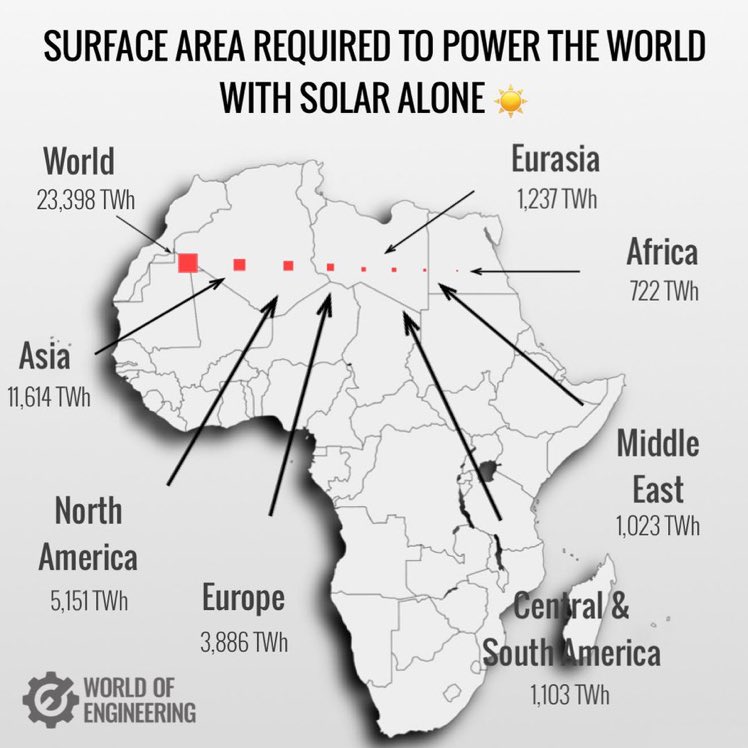 SURFACE AREA REQUIRED TO POWER THE WORLD
WITH SOLAR ALONE ☀️
World
23,398 TWh
Eurasia
1,237 TWh
Africa
722 TWh
Asia
11,614 TWh
Middle
East
1,023 TWh
North
America
5,151 TWh
Europe
3,886 TWh
Central &
South America
1,103 TWh
WORLD OF
ENGINEERING